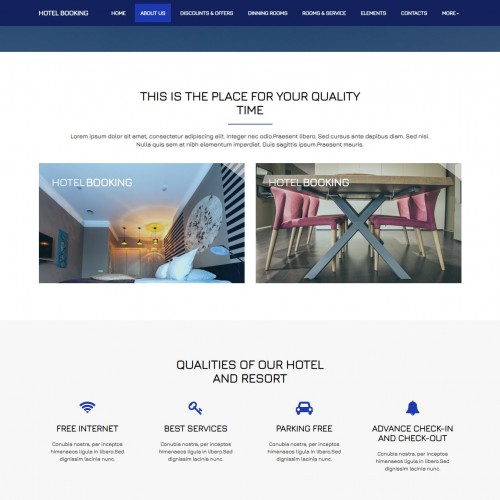 HOTEL BOOKING HOME ABOUT US DISCOUNTS & OFFERS DINNING ROOMS ROOMS & SERVICE ELEMENTS CONTACTS MORE
THIS IS THE PLACE FOR YOUR QUALITY
TIME
Lorem ipsum dolor sit amet, consectetur adipiscing elit. Integer nec odio.Praesent libero. Sed cursus ante dapibus diam. Sed nisi.
Nulla quis sem at nibh elementum imperdiet. Duis sagittis ipsum.Praesent mauris.
HOTEL BOOKING
HOTEL BOOKING
QUALITIES OF OUR HOTEL
AND RESORT
FREE INTERNET
Conubia nostra, per inceptos
himenaeos ligula in libero.Sed
dignissim lacinia nunc.
BEST SERVICES
Conubia nostra, per inceptos
himenaeos ligula in libero.Sed
dignissim lacinia nunc.
PARKING FREE
Conubia nostra, per inceptos
himenaeos ligula in libero.Sed
dignissim lacinia nunc.
ADVANCE CHECK-IN
AND CHECK-OUT
Conubia nostra, per inceptos
himenaeos ligula in libero.Sed
dignissim lacinia nunc.